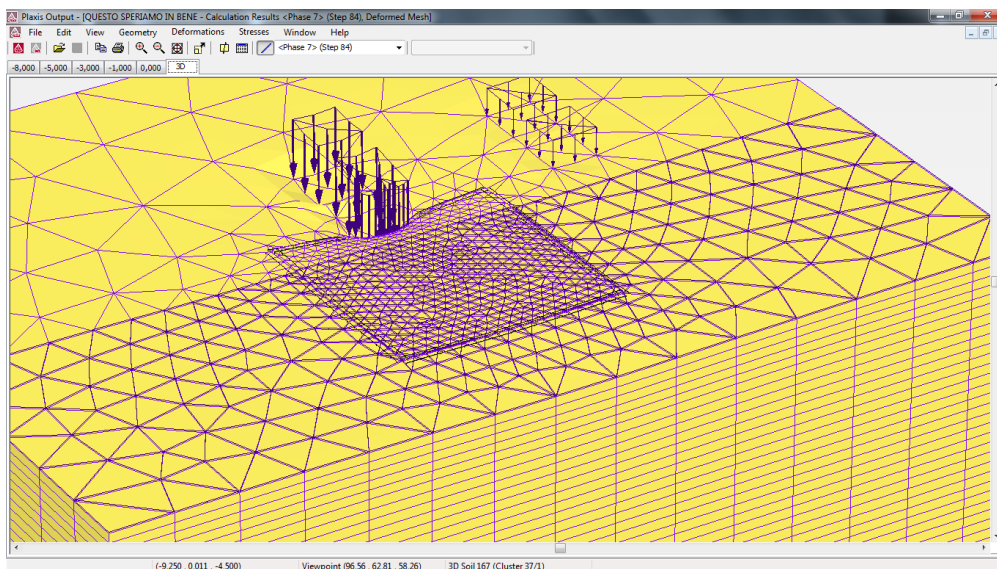 Plaxis Output - [QUESTO SPERIAMO IN BENE - Calculation Results <Phase 7> (Step 84), Deformed Mesh]
File Edit View Geometry Deformations Stresses Window Help
<Phase 7> (Step 84)
-8,000 -5,000 -3,000 -1,000 0,000 3D
(-9.250 . 0.011 . -4.500) Viewpoint (96.56 . 62.81 . 58.26) 3D Soil 167 (Cluster 37/1)